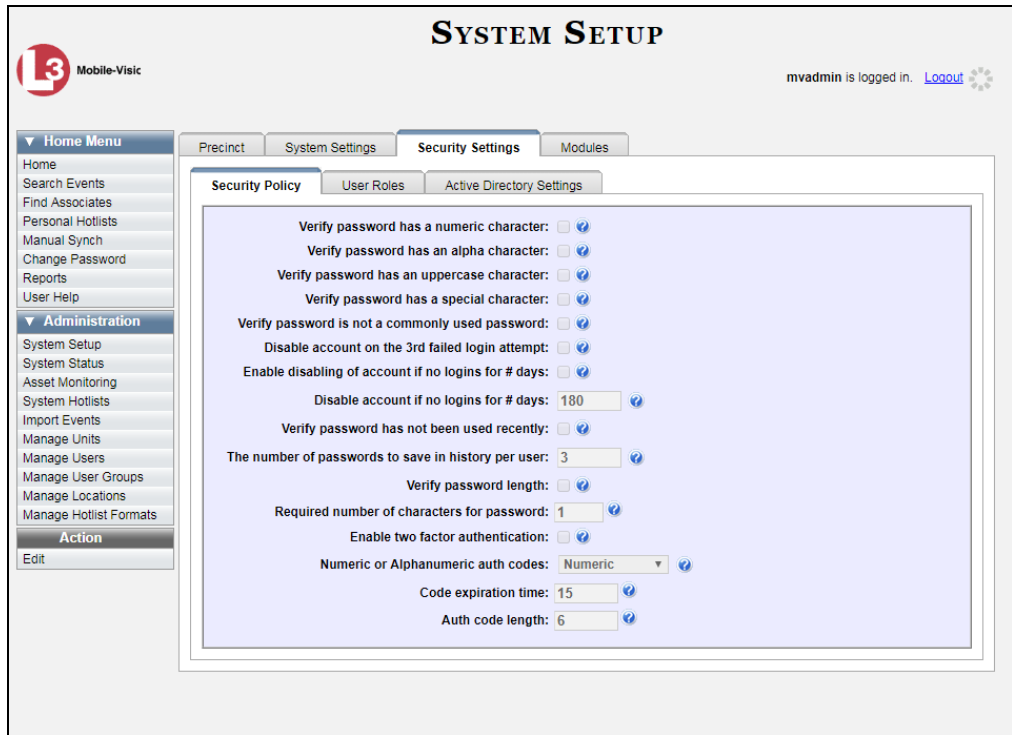 SYSTEM SETUP
L3 Mobile-Visic
mvadmin is logged in. Logout
▼ Home Menu
Home
Search Events
Find Associates
Personal Hotlists
Manual Synch
Change Password
Reports
User Help
▼ Administration
System Setup
System Status
Asset Monitoring
System Hotlists
Import Events
Manage Units
Manage Users
Manage User Groups
Manage Locations
Manage Hotlist Formats
Action
Edit
Precinct System Settings Security Settings Modules
Security Policy User Roles Active Directory Settings
Verify password has a numeric character: ?
Verify password has an alpha character: ?
Verify password has an uppercase character: ?
Verify password has a special character: ?
Verify password is not a commonly used password: ?
Disable account on the 3rd failed login attempt: ?
Enable disabling of account if no logins for # days: ?
Disable account if no logins for # days: 180 ?
Verify password has not been used recently: ?
The number of passwords to save in history per user: 3 ?
Verify password length: ?
Required number of characters for password: 1 ?
Enable two factor authentication: ?
Numeric or Alphanumeric auth codes: Numeric ▼ ?
Code expiration time: 15 ?
Auth code length: 6 ?